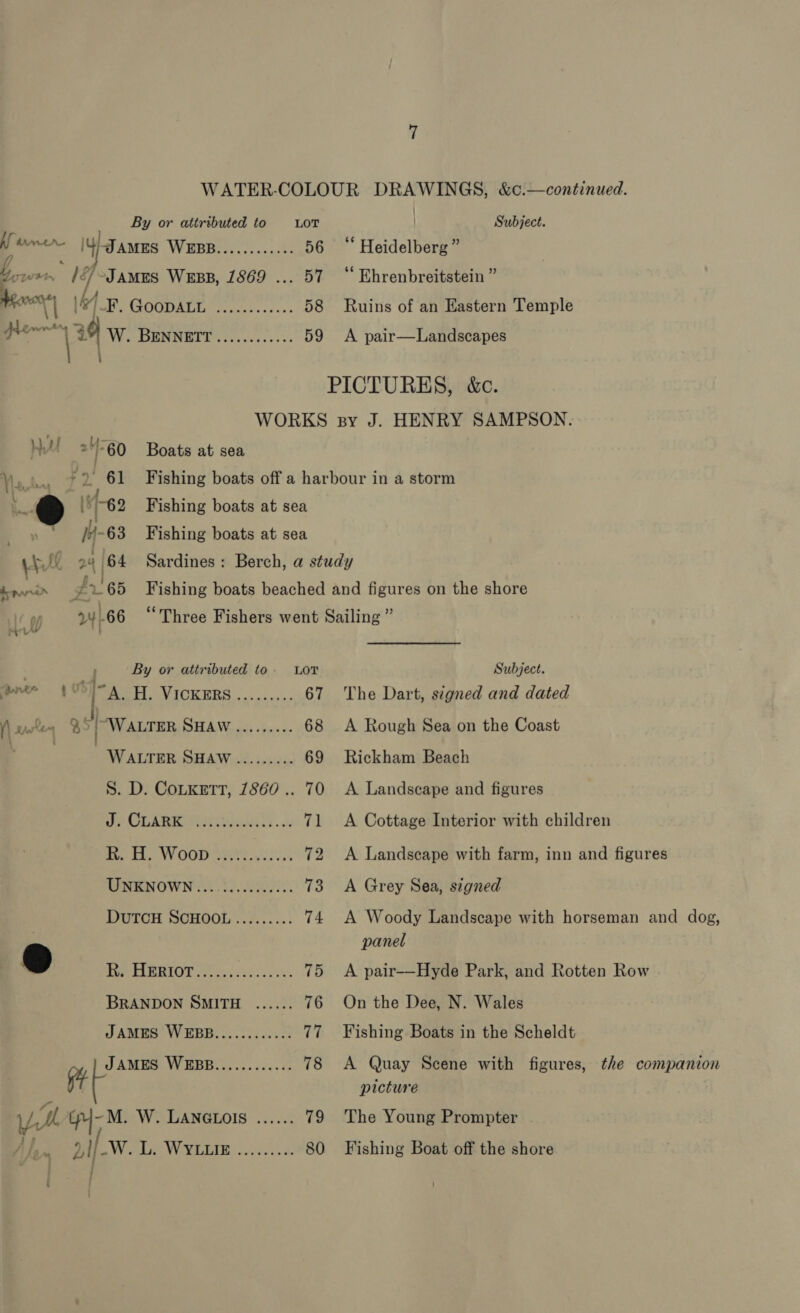 7
WATER-COLOUR DRAWINGS, &c.—continued.
By or attributed to LOT Subject.
14/- JAMES WEBB............ 56 “Heidelberg”
JAMES WEBB, 1869 ... 57 “Ehrenbreitstein”
F. GOODALL ............ 58 Ruins of an Eastern Temple
W. BENNETT ............ 59 A pair—Landscapes
PICTURES, &c.
WORKS BY J. HENRY SAMPSON.
60 Boats at sea
61 Fishing boats off a harbour in a storm
62 Fishing boats at sea
63 Fishing boats at sea
64 Sardines: Berch, a study
65 Fishing boats beached and figures on the shore
66 “Three Fishers went Sailing”
By or attributed to LOT Subject.
A. H. VICKERS ......... 67 The Dart, signed and dated
WALTER SHAW ......... 68 A Rough Sea on the Coast
WALTER SHAW ......... 69 Rickham Beach
S. D. COLKETT, 1860 .. 70 A Landscape and figures
J. CLARK ............... 71 A Cottage Interior with children
R. H. WOOD ............ 72 A Landscape with farm, inn and figures
UNKNOWN ............... 73 A Grey Sea, signed
DUTCH SCHOOL ......... 74 A Woody Landscape with horseman and dog,
panel
R. HERIOT ............... 75 A pair—Hyde Park, and Rotten Row
BRANDON SMITH ...... 76 On the Dee, N. Wales
JAMES WEBB............ 77 Fishing Boats in the Scheldt
JAMES WEBB............ 78 A Quay Scene with figures, the companion
picture
M. W. LANGLOIS ...... 79 The Young Prompter
W. L. WYLLIE ......... 80 Fishing Boat off the shore